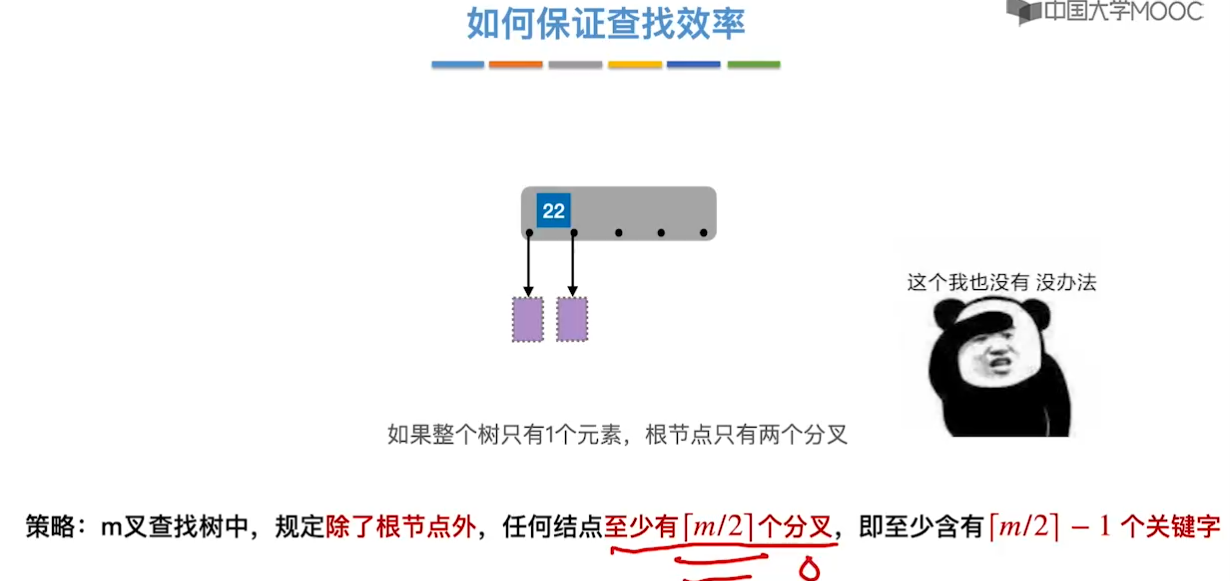 如何保证查找效率
中国大学MOOC
22
这个我也没有 没办法
如果整个树只有1个元素，根节点只有两个分叉
策略：m叉查找树中，规定除了根节点外，任何结点至少有⌈m/2⌉个分叉，即至少含有⌈m/2⌉ − 1 个关键字